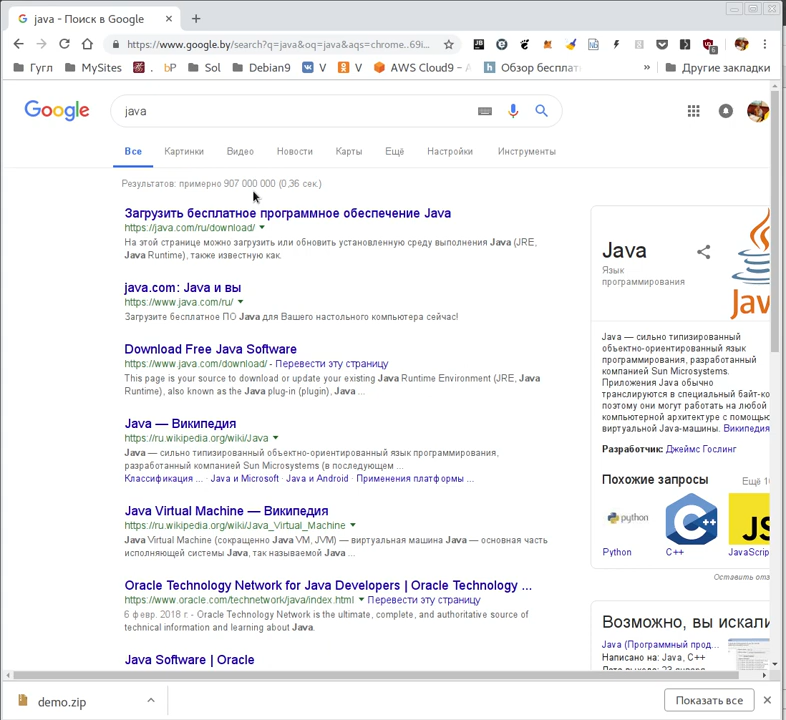 java - Поиск в Google
https://www.google.by/search?q=java&oq=java&aqs=chrome..69i...
Гугл
MySites
bP
Sol
Debian9
V
V
AWS Cloud9 – 
Обзор бесплат
»
Другие закладки
Google
java
Все
Картинки
Видео
Новости
Карты
Ещё
Настройки
Инструменты
Результатов: примерно 907 000 000 (0,36 сек.)
Загрузить бесплатное программное обеспечение Java
https://java.com/ru/download/
На этой странице можно загрузить или обновить установленную среду выполнения Java (JRE,
Java Runtime), также известную как.
java.com: Java и вы
https://www.java.com/ru/
Загрузите бесплатное ПО Java для Вашего настольного компьютера сейчас!
Download Free Java Software
https://www.java.com/download/ - Перевести эту страницу
This page is your source to download or update your existing Java Runtime Environment (JRE, Java
Runtime), also known as the Java plug-in (plugin), Java ...
Java — Википедия
https://ru.wikipedia.org/wiki/Java
Java — сильно типизированный объектно-ориентированный язык программирования,
разработанный компанией Sun Microsystems (в последующем ...
Классификация ... · Java и Microsoft · Java и Android · Применения платформы ...
Java Virtual Machine — Википедия
https://ru.wikipedia.org/wiki/Java_Virtual_Machine
Java Virtual Machine (сокращенно Java VM, JVM) — виртуальная машина Java — основная часть
исполняющей системы Java, так называемой Java ...
Oracle Technology Network for Java Developers | Oracle Technology ...
https://www.oracle.com/technetwork/java/index.html Перевести эту страницу
6 февр. 2018 г. - Oracle Technology Network is the ultimate, complete, and authoritative source of
technical information and learning about Java.
Java Software | Oracle
Java
Язык
программирования
Jav
Java — сильно типизированный
объектно-ориентированный язык
программирования, разработанный
компанией Sun Microsystems.
Приложения Java обычно
транслируются в специальный байт-ко
поэтому они могут работать на любой
компьютерной архитектуре с помощью
виртуальной Java-машины. Википедия
Разработчик: Джеймс Гослинг
Похожие запросы
Ещё 1
python
JS
Python
C++
JavaScrip
Оставить отз
Возможно, вы искали
Java (Программный прод...
Написано на: Java, C++
demo.zip
Показать все